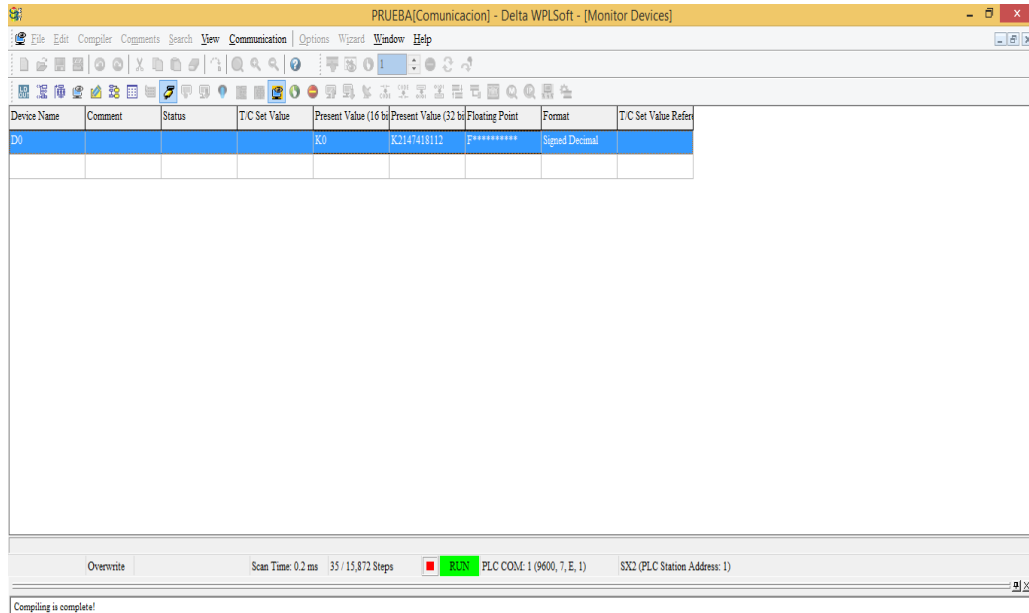 PRUEBA[Comunicacion] - Delta WPLSoft - [Monitor Devices]
File Edit Compiler Comments Search View Communication Options Wizard Window Help
1
Device Name Comment Status T/C Set Value Present Value (16 bi Present Value (32 bi Floating Point Format T/C Set Value Refere
D0 K0 K2147418112 F********** Signed Decimal
Overwrite Scan Time: 0.2 ms 35 / 15,872 Steps RUN PLC COM: 1 (9600, 7, E, 1) SX2 (PLC Station Address: 1)
Compiling is complete!